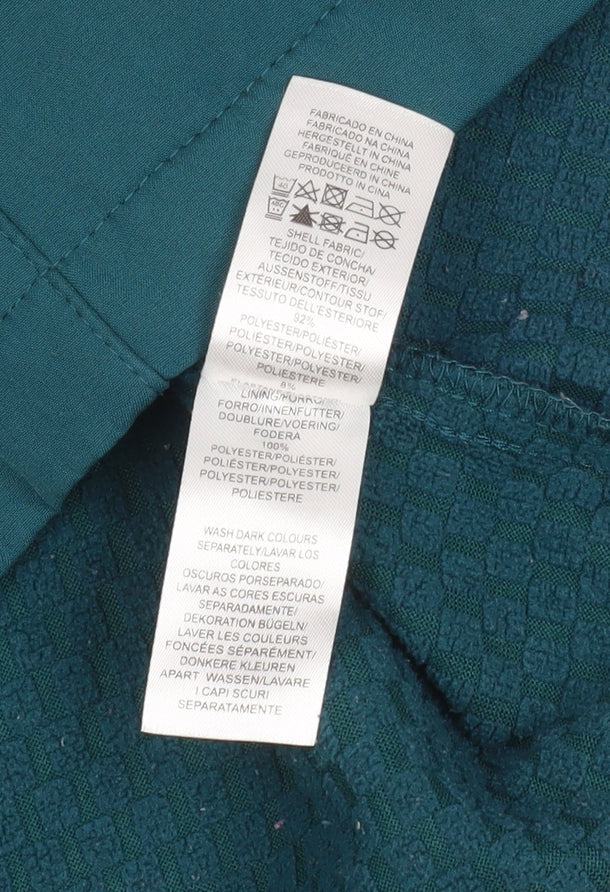 FABRICADO EN CHINA
FABRICADO NA CHINA
HERGESTELLT IN CHINA
FABRIQUÉ EN CHINE
GEPRODUCEERD IN CHINA
PRODOTTO IN CINA
40
SHELL FABRIC/
TEJIDO DE CONCHA/
TECIDO EXTERIOR/
AUSSENSTOFF/TISSU
EXTÉRIEUR/CONTOUR STOF/
TESSUTO DELL'ESTERIORE
92%
POLYESTER/POLIÉSTER/
POLIÉSTER/POLYESTER/
POLYESTER/POLYESTER/
POLIESTERE
8%
LINING/FORRO/
FORRO/INNENFUTTER/
DOUBLURE/VOERING/
FODERA
100%
POLYESTER/POLIÉSTER/
POLIÉSTER/POLYESTER/
POLYESTER/POLYESTER/
POLIESTERE
WASH DARK COLOURS
SEPARATELY/LAVAR LOS
COLORES
OSCUROS PORSEPARADO/
LAVAR AS CORES ESCURAS
SEPARADAMENTE/
DEKORATION BÜGELN/
LAVER LES COULEURS
FONCÉES SÉPARÉMENT/
DONKERE KLEUREN
APART WASSEN/LAVARE
I CAPI SCURI
SEPARATAMENTE